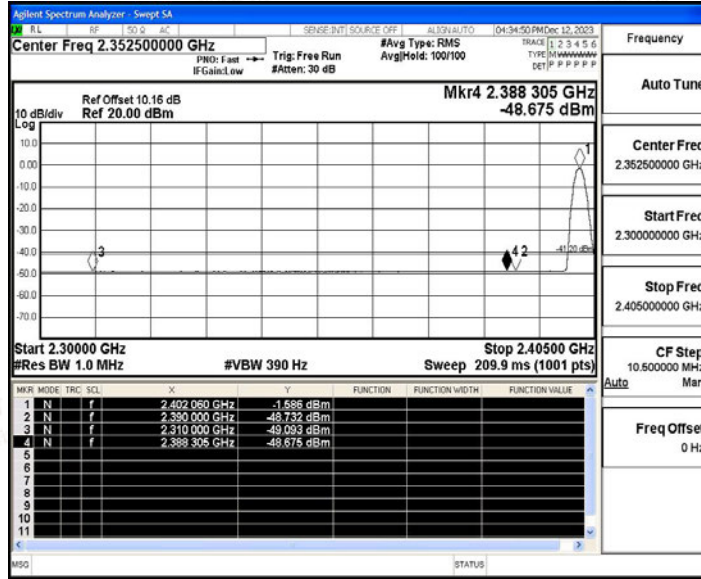 Agilent Spectrum Analyzer - Swept SA
RL RF 50 Ω AC SENSE:INT SOURCE OFF ALIGNAUTO 04:34:50 PM Dec 12, 2023
Center Freq 2.352500000 GHz #Avg Type: RMS TRACE 1 2 3 4 5 6
PNO: Fast Trig: Free Run Avg|Hold: 100/100 TYPE M
IFGain:Low #Atten: 30 dB DET P P P P P P
Frequency
Auto Tune
Mkr4 2.388 305 GHz
-48.675 dBm
Ref Offset 10.16 dB
10 dB/div Ref 20.00 dBm
Log
10.0
0.00
-10.0
-20.0
-30.0
-40.0
-50.0
-60.0
-70.0
1
3
4 2
-41.20 dBm
Start 2.30000 GHz Stop 2.40500 GHz
#Res BW 1.0 MHz #VBW 390 Hz Sweep 209.9 ms (1001 pts)
MKR MODE TRC SCL X Y FUNCTION FUNCTION WIDTH FUNCTION VALUE
1 N f 2.402 060 GHz -1.586 dBm
2 N f 2.390 000 GHz -48.732 dBm
3 N f 2.310 000 GHz -49.093 dBm
4 N f 2.388 305 GHz -48.675 dBm
5
6
7
8
9
10
11
MSG STATUS
Center Freq
2.352500000 GHz
Start Freq
2.300000000 GHz
Stop Freq
2.405000000 GHz
CF Step
10.500000 MHz
Auto Man
Freq Offset
0 Hz